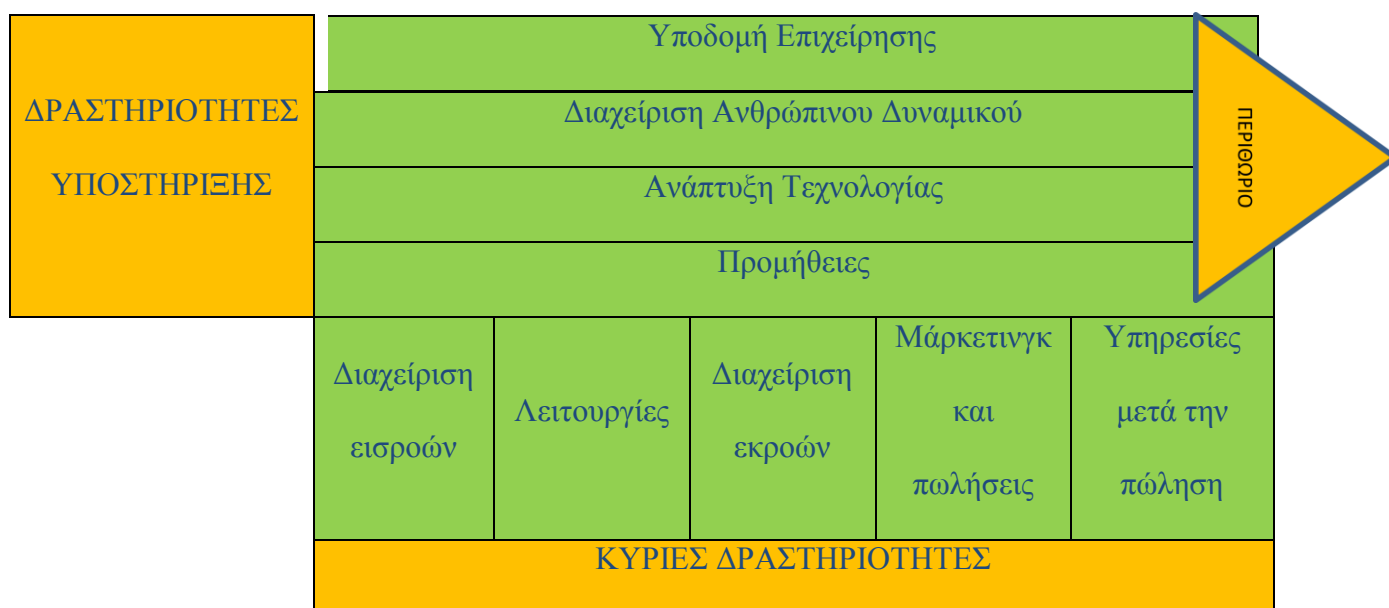 ΔΡΑΣΤΗΡΙΟΤΗΤΕΣ
ΥΠΟΣΤΗΡΙΞΗΣ
Υποδομή Επιχείρησης
Διαχείριση Ανθρώπινου Δυναμικού
Ανάπτυξη Τεχνολογίας
Προμήθειες
ΠΕΡΙΘΩΡΙΟ
Διαχείριση
εισροών
Λειτουργίες
Διαχείριση
εκροών
Μάρκετινγκ
και
πωλήσεις
Υπηρεσίες
μετά την
πώληση
ΚΥΡΙΕΣ ΔΡΑΣΤΗΡΙΟΤΗΤΕΣ